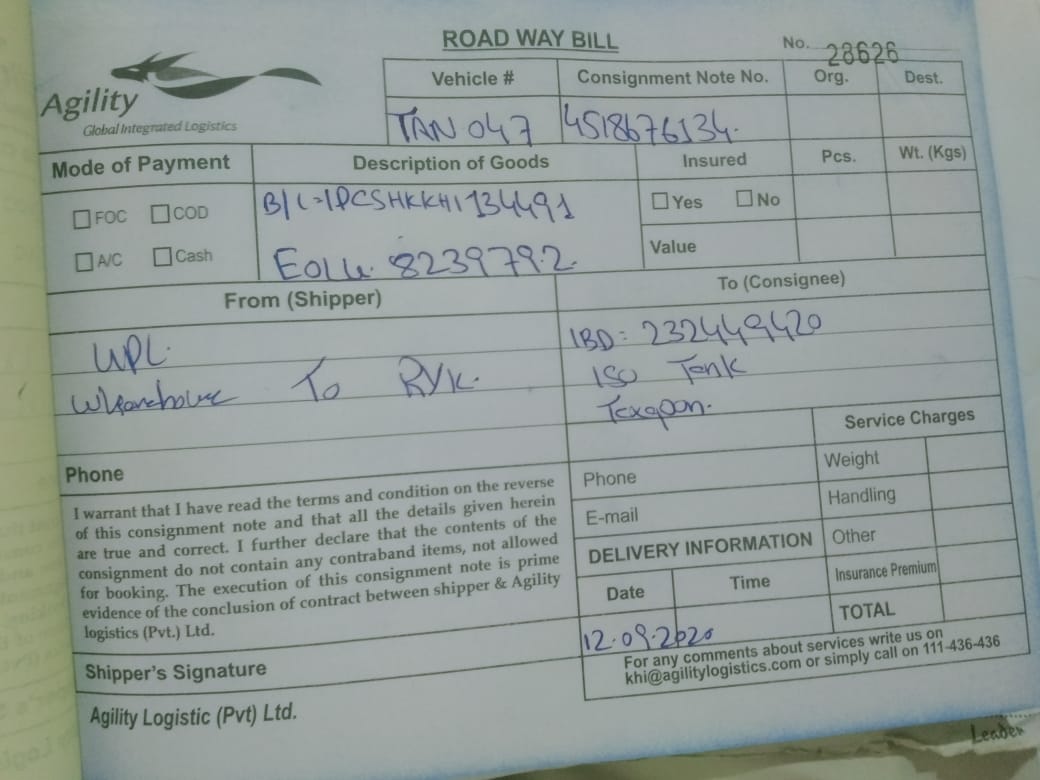 ROAD WAY BILL
No. 28626
Agility
Global Integrated Logistics
Vehicle # Consignment Note No. Org. Dest.
TAN 047 4518676134.
Mode of Payment Description of Goods Insured Pcs. Wt. (Kgs)
FOC COD Yes No
A/C Cash Value
82397792.
From (Shipper) To (Consignee)
UPL. IBD: 232449420
To RYK. ISO Tank
Phone Service Charges
Phone Weight
E-mail Handling
DELIVERY INFORMATION Other
Date Time Insurance Premium
12.09.2020 TOTAL
I warrant that I have read the terms and condition on the reverse
of this consignment note and that all the details given herein
are true and correct. I further declare that the contents of the
consignment do not contain any contraband items, not allowed
for booking. The execution of this consignment note is prime
evidence of the conclusion of contract between shipper & Agility
logistics (Pvt.) Ltd.
Shipper's Signature
For any comments about services write us on
khi@agilitylogistics.com or simply call on 111-436-436
Agility Logistic (Pvt) Ltd.
Leader